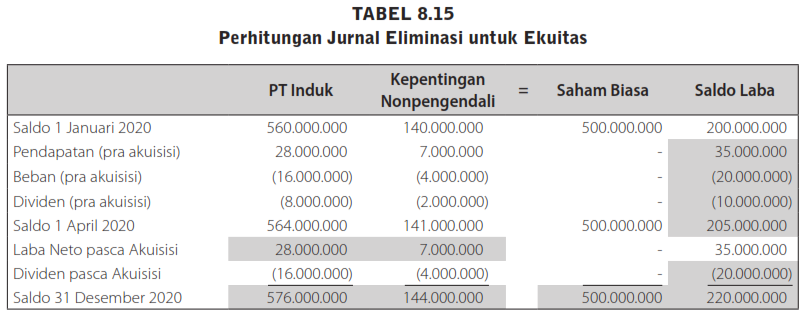 TABEL 8.15
Perhitungan Jurnal Eliminasi untuk Ekuitas
PT Induk Kepentingan Nonpengendali = Saham Biasa Saldo Laba
Saldo 1 Januari 2020 560.000.000 140.000.000 500.000.000 200.000.000
Pendapatan (pra akuisisi) 28.000.000 7.000.000 - 35.000.000
Beban (pra akuisisi) (16.000.000) (4.000.000) - (20.000.000)
Dividen (pra akuisisi) (8.000.000) (2.000.000) - (10.000.000)
Saldo 1 April 2020 564.000.000 141.000.000 500.000.000 205.000.000
Laba Neto pasca Akuisisi 28.000.000 7.000.000 - 35.000.000
Dividen pasca Akuisisi (16.000.000) (4.000.000) - (20.000.000)
Saldo 31 Desember 2020 576.000.000 144.000.000 500.000.000 220.000.000